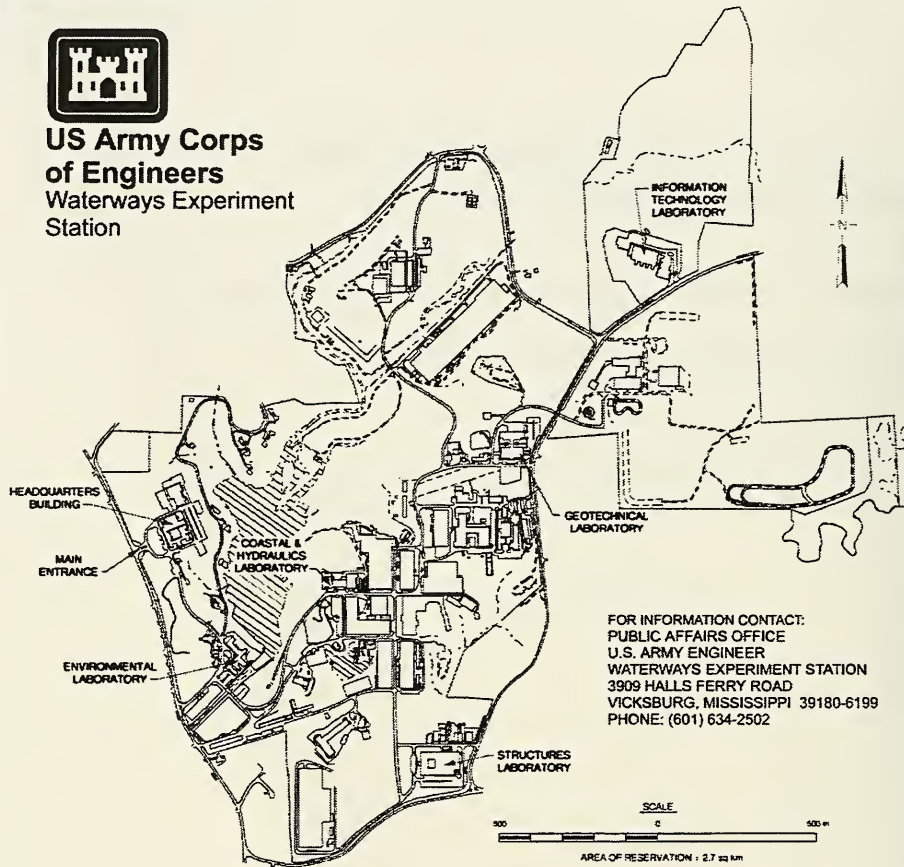 US Army Corps
of Engineers
Waterways Experiment
Station
INFORMATION
TECHNOLOGY
LABORATORY
N
HEADQUARTERS
BUILDING
MAIN
ENTRANCE
COASTAL &
HYDRAULICS
LABORATORY
GEOTECHNICAL
LABORATORY
ENVIRONMENTAL
LABORATORY
FOR INFORMATION CONTACT:
PUBLIC AFFAIRS OFFICE
U.S. ARMY ENGINEER
WATERWAYS EXPERIMENT STATION
3909 HALLS FERRY ROAD
VICKSBURG, MISSISSIPPI 39180-6199
PHONE: (601) 634-2502
STRUCTURES
LABORATORY
SCALE
500 0 500 m
AREA OF RESERVATION : 2.7 sq km